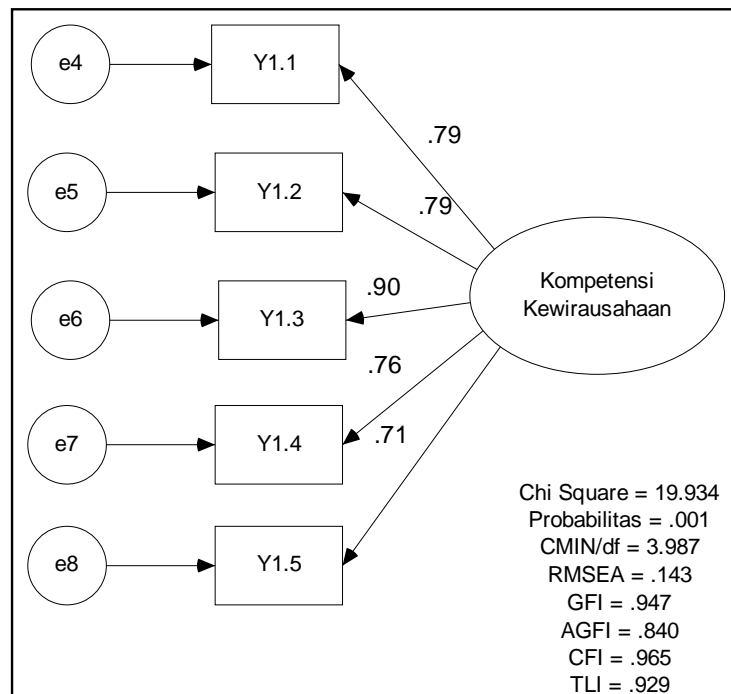 e4
Y1.1
.79
e5
Y1.2
.79
e6
Y1.3
.90
Kompetensi
Kewirausahaan
e7
Y1.4
.76
e8
Y1.5
.71
Chi Square = 19.934
Probabilitas = .001
CMIN/df = 3.987
RMSEA = .143
GFI = .947
AGFI = .840
CFI = .965
TLI = .929